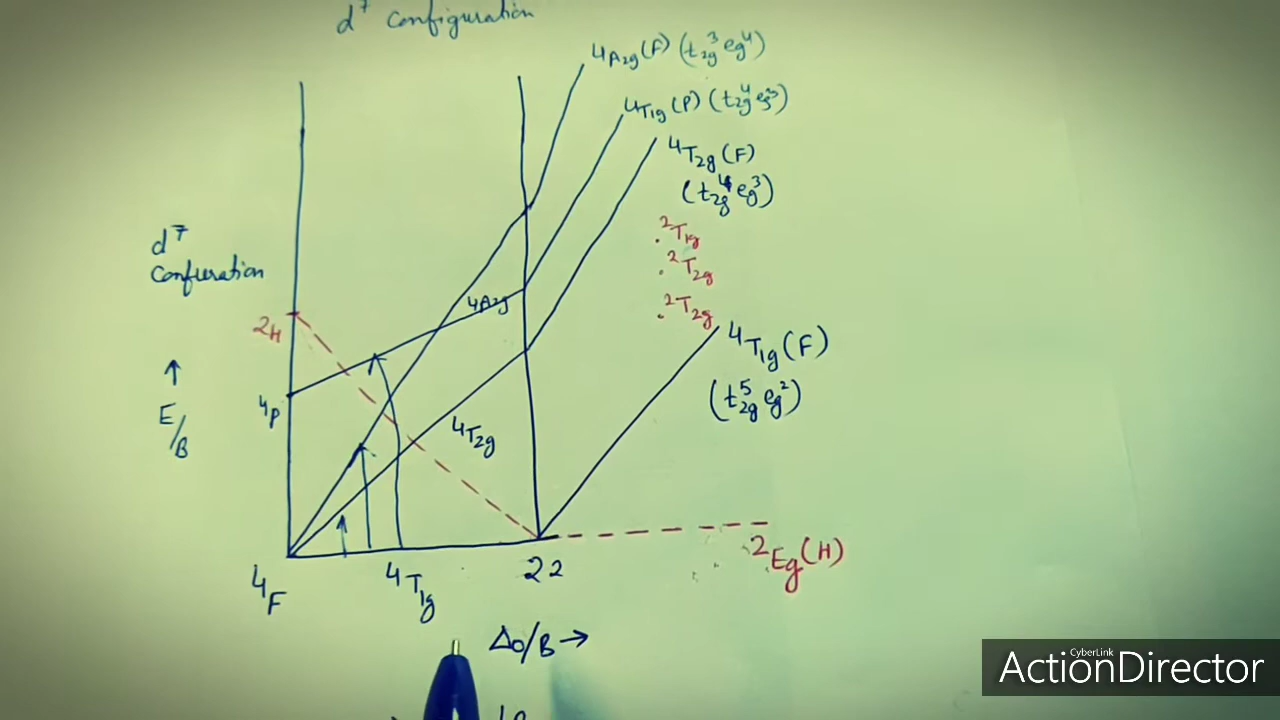 d⁷ Configuration
⁴A₂g(F) (t₂g³ eg⁴)
⁴T₁g(P) (t₂g⁴ eg³)
⁴T₂g(F)
(t₂g⁴ eg³)
²T₁g
²T₂g
²T₂g
d⁷
Confiuration
⁴A₂g
²H
⁴T₁g(F)
(t₂g⁵ eg²)
↑
E/B
⁴P
⁴T₂g
²Eg(H)
⁴F
⁴T₁g
22
Δo/B →
CyberLink
ActionDirector